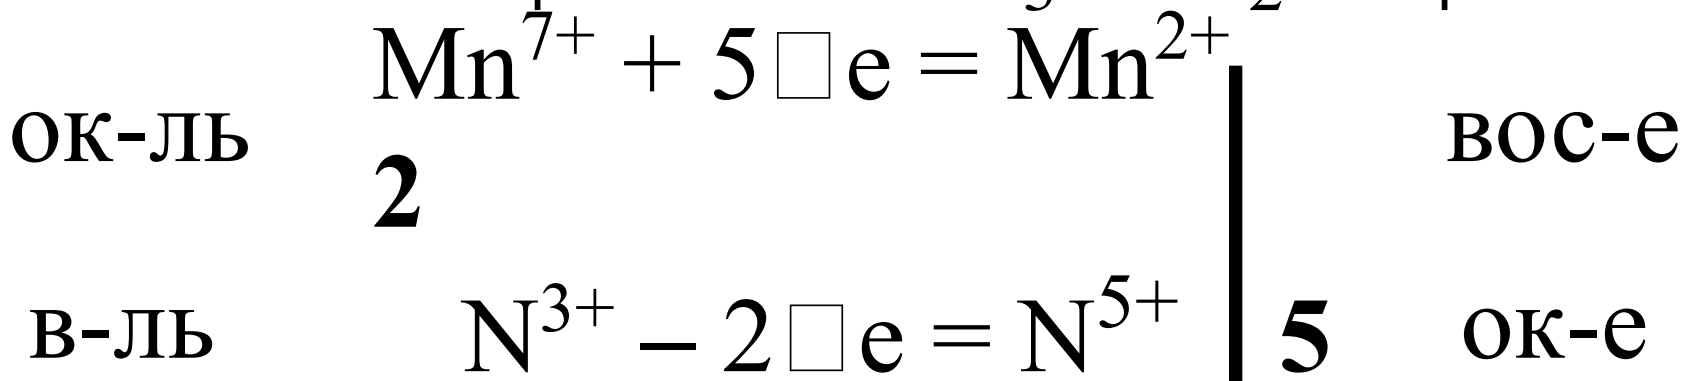 Mn⁷⁺ + 5□e = Mn²⁺
ок-ль вос-е
2
в-ль N³⁺ – 2□e = N⁵⁺ 5 ок-е